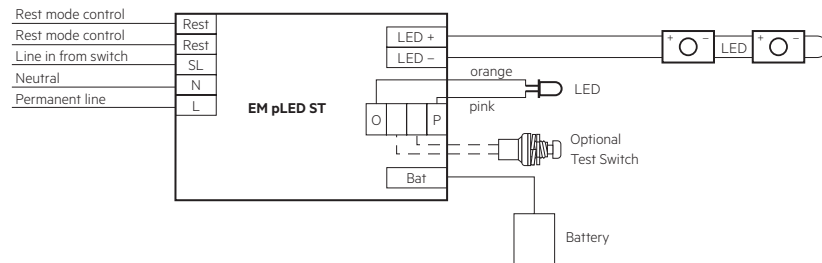 Rest mode control
Rest
Rest mode control
Rest
Line in from switch
SL
Neutral
N
Permanent line
L
EM pLED ST
LED +
LED –
+ – LED + –
orange
LED
pink
O P
Optional
Test Switch
Bat
Battery